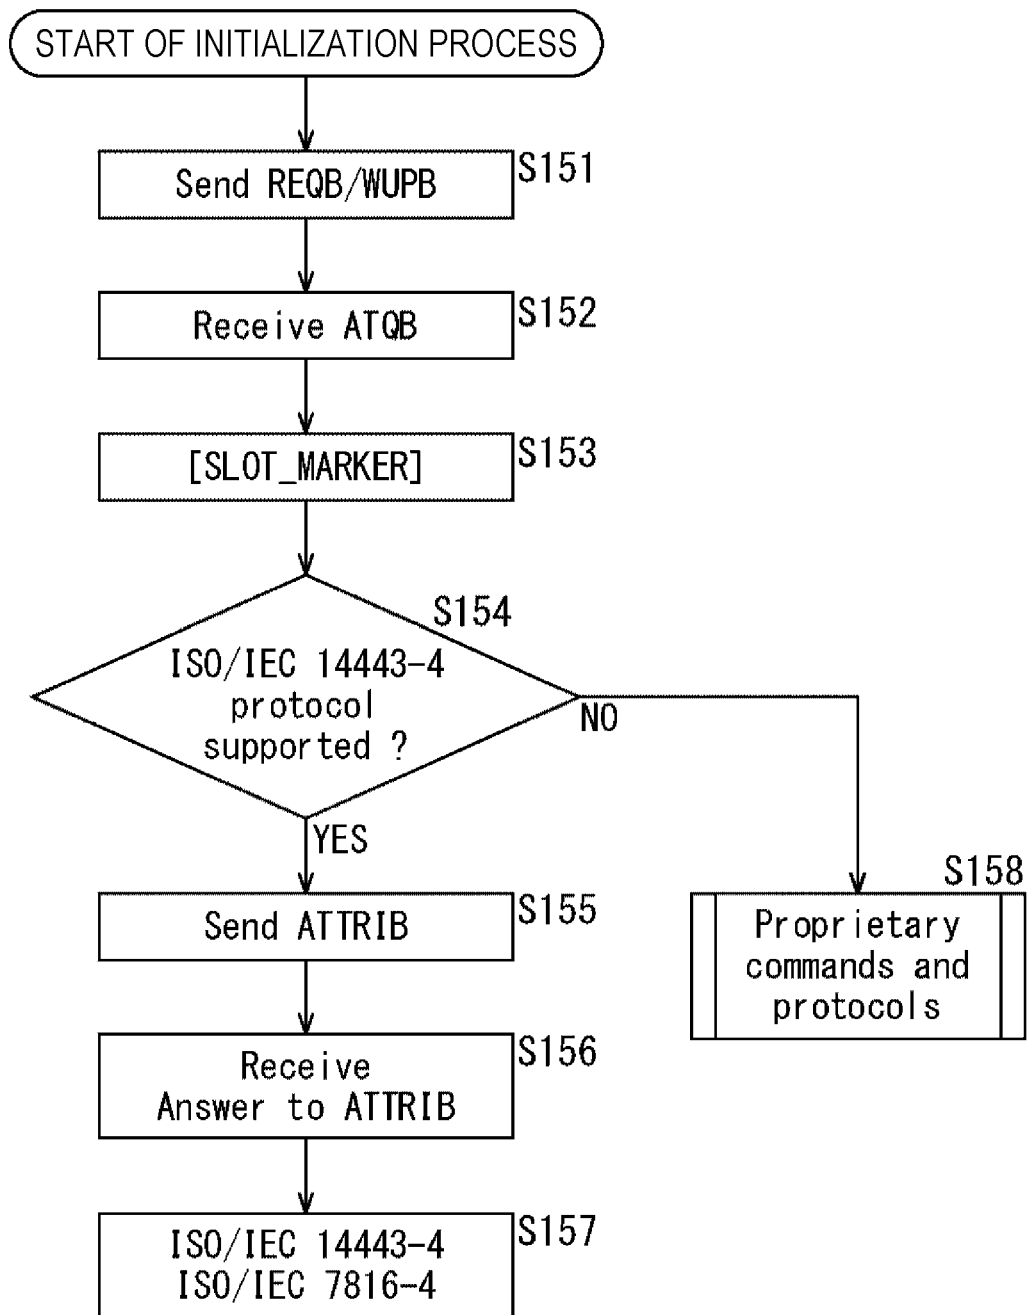 START OF INITIALIZATION PROCESS
S151
Send REQB/WUPB
S152
Receive ATQB
S153
[SLOT_MARKER]
S154
ISO/IEC 14443-4
protocol
supported ?
NO
YES
S155
Send ATTRIB
S158
Proprietary
commands and
protocols
S156
Receive
Answer to ATTRIB
S157
ISO/IEC 14443-4
ISO/IEC 7816-4